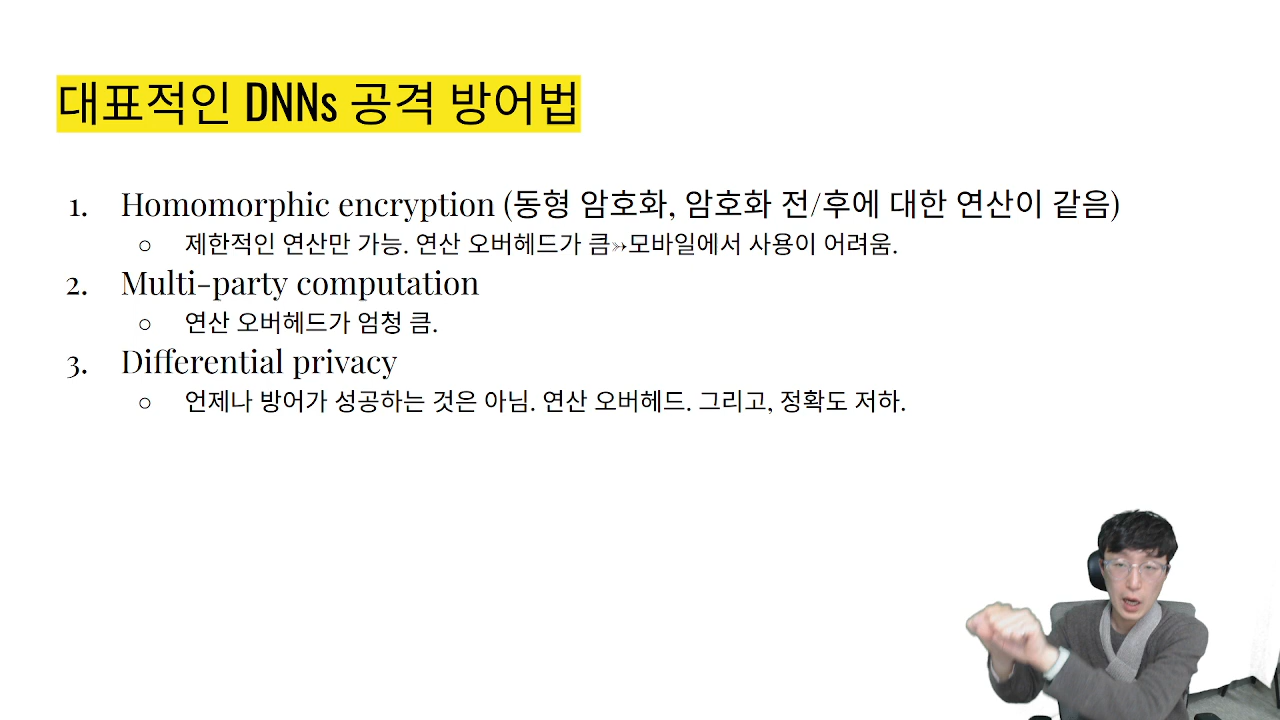 대표적인 DNNs 공격 방어법
1. Homomorphic encryption (동형 암호화, 암호화 전/후에 대한 연산이 같음)
○ 제한적인 연산만 가능. 연산 오버헤드가 큼→모바일에서 사용이 어려움.
2. Multi-party computation
○ 연산 오버헤드가 엄청 큼.
3. Differential privacy
○ 언제나 방어가 성공하는 것은 아님. 연산 오버헤드. 그리고, 정확도 저하.